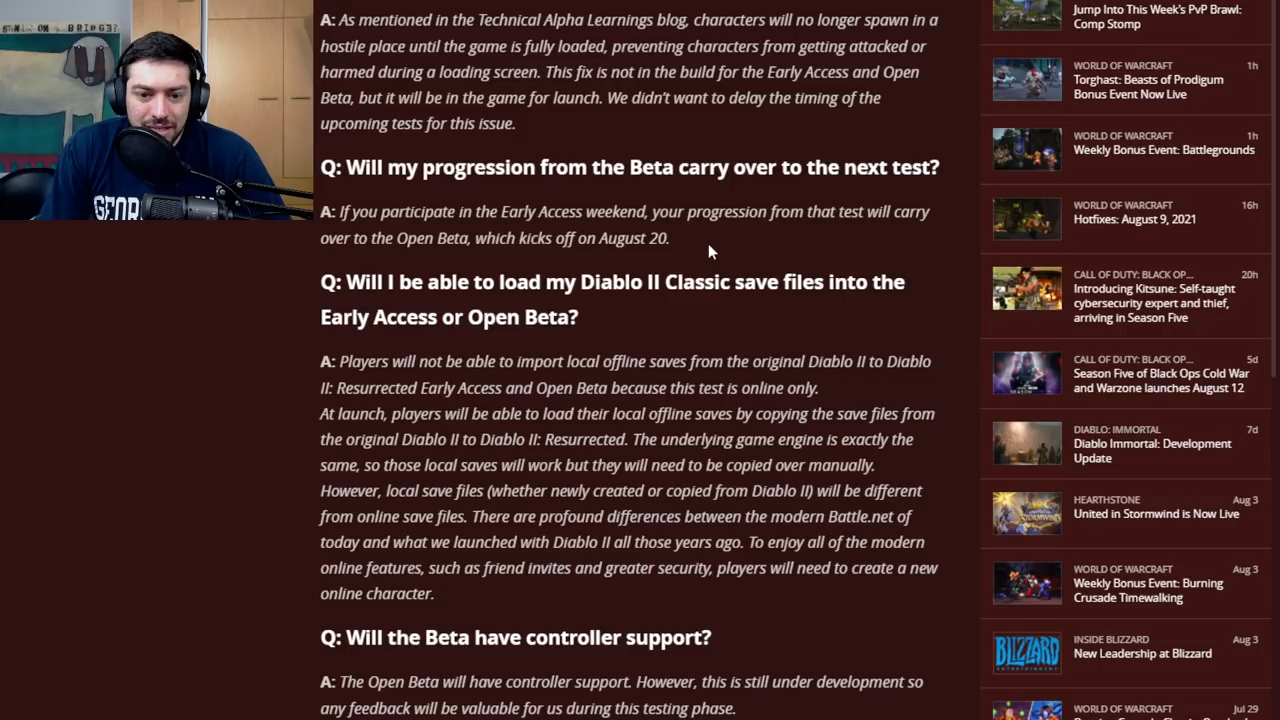 A: As mentioned in the Technical Alpha Learnings blog, characters will no longer spawn in a
hostile place until the game is fully loaded, preventing characters from getting attacked or
harmed during a loading screen. This fix is not in the build for the Early Access and Open
Beta, but it will be in the game for launch. We didn't want to delay the timing of the
upcoming tests for this issue.
Q: Will my progression from the Beta carry over to the next test?
A: If you participate in the Early Access weekend, your progression from that test will carry
over to the Open Beta, which kicks off on August 20.
Q: Will I be able to load my Diablo II Classic save files into the
Early Access or Open Beta?
A: Players will not be able to import local offline saves from the original Diablo II to Diablo
II: Resurrected Early Access and Open Beta because this test is online only.
At launch, players will be able to load their local offline saves by copying the save files from
the original Diablo II to Diablo II: Resurrected. The underlying game engine is exactly the
same, so those local saves will work but they will need to be copied over manually.
However, local save files (whether newly created or copied from Diablo II) will be different
from online save files. There are profound differences between the modern Battle.net of
today and what we launched with Diablo II all those years ago. To enjoy all of the modern
online features, such as friend invites and greater security, players will need to create a new
online character.
Q: Will the Beta have controller support?
A: The Open Beta will have controller support. However, this is still under development so
any feedback will be valuable for us during this testing phase.
Jump Into This Week's PvP Brawl:
Comp Stomp
WORLD OF WARCRAFT 1h
Torghast: Beasts of Prodigum
Bonus Event Now Live
WORLD OF WARCRAFT 1h
Weekly Bonus Event: Battlegrounds
WORLD OF WARCRAFT 16h
Hotfixes: August 9, 2021
CALL OF DUTY: BLACK OP... 20h
Introducing Kitsune: Self-taught
cybersecurity expert and thief,
arriving in Season Five
CALL OF DUTY: BLACK OP... 5d
Season Five of Black Ops Cold War
and Warzone launches August 12
DIABLO: IMMORTAL 7d
Diablo Immortal: Development
Update
HEARTHSTONE Aug 3
United in Stormwind is Now Live
WORLD OF WARCRAFT Aug 3
Weekly Bonus Event: Burning
Crusade Timewalking
BLIZZARD
INSIDE BLIZZARD Aug 3
New Leadership at Blizzard
WORLD OF WARCRAFT Jul 29